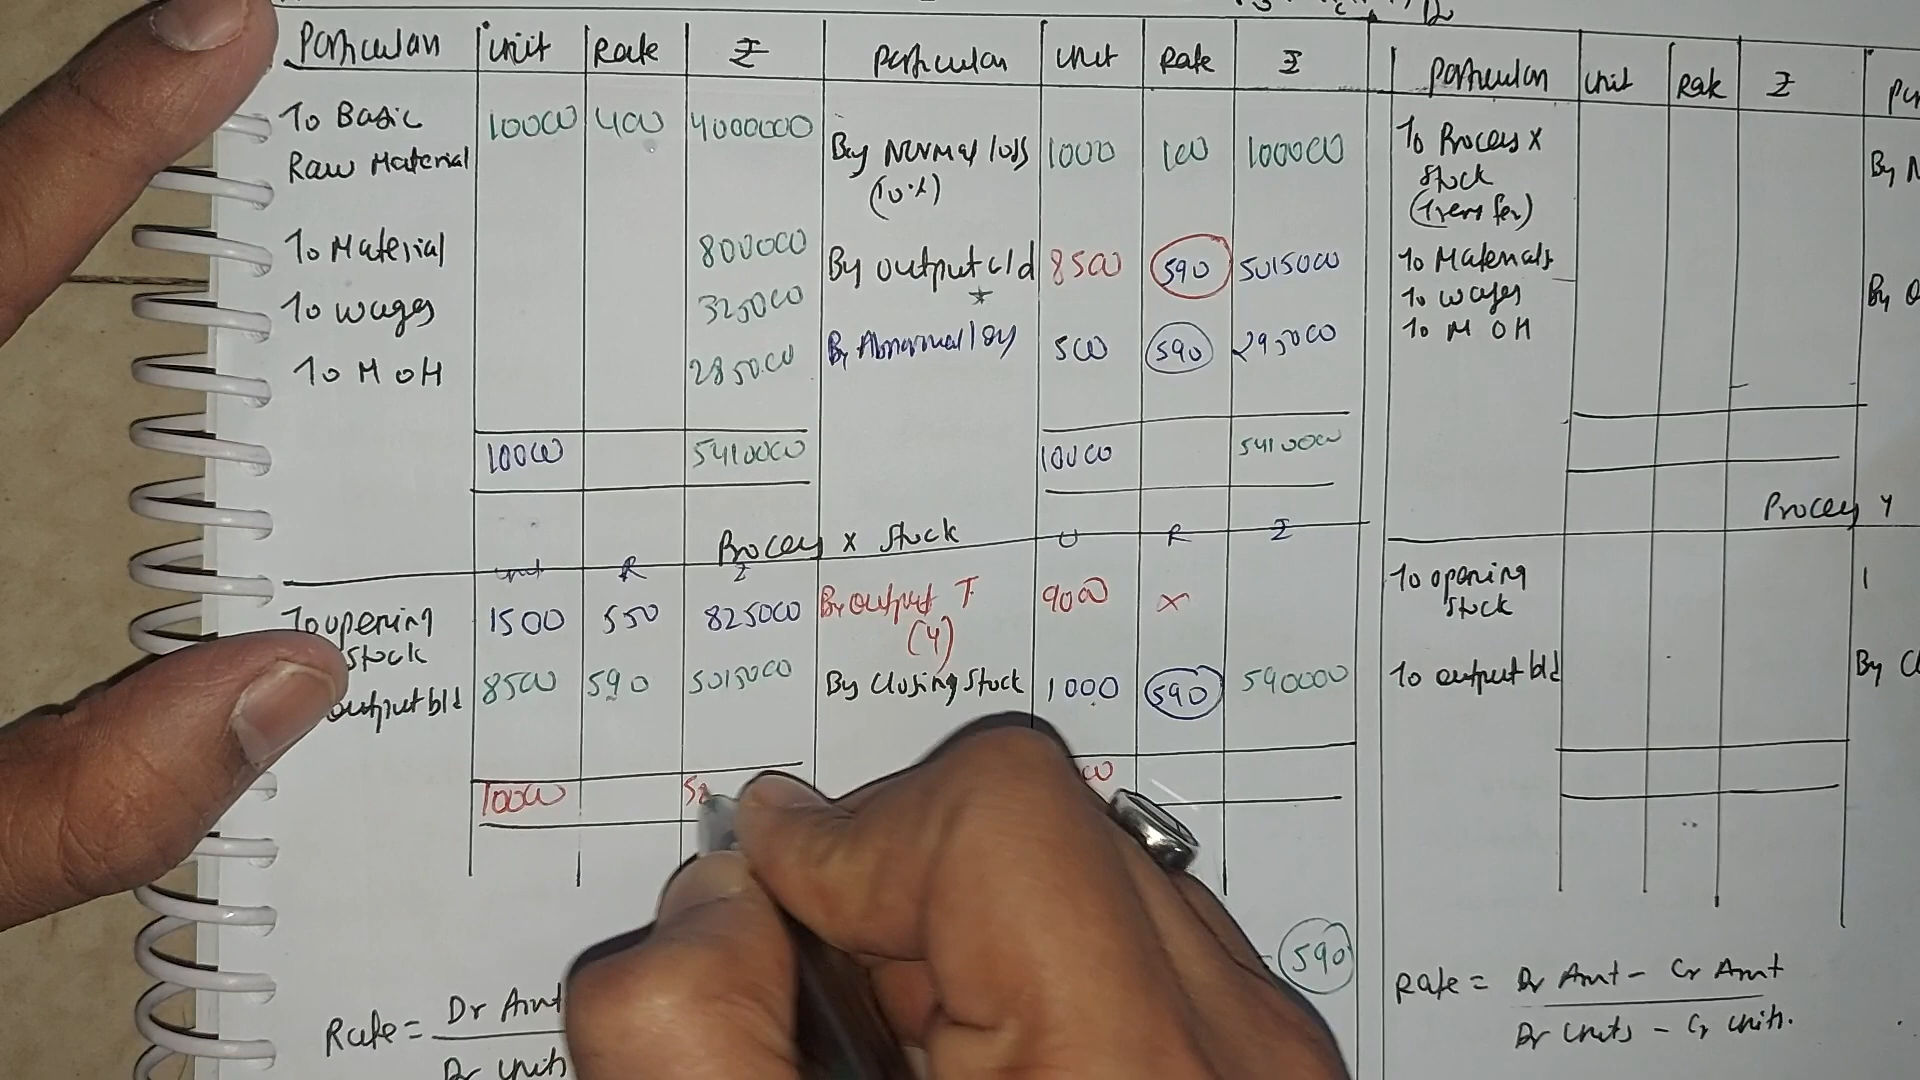 Particular unit Rate ₹ Particular unit Rate ₹ Particular unit Rate ₹
To Basic Raw Material 10000 400 4000000 By Normal loss (10%) 1000 100 100000 To Process X Stock (Transfer)
To Material 800000 By output c/d 8500 590 5015000 To Materials
To wages 325000 By Abnormal loss 500 590 295000 To wages
To M OH 285000 To M OH
10000 5410000 10000 5410000
Process X Stock Process Y
unit R ₹ U R ₹
To opening Stock 1500 550 825000 By output T (Y) 9000 × To opening Stock
output b/d 8500 590 5015000 By Closing Stock 1000 590 590000 To output b/d
10000 58
590
Rate = Dr Amt
Dr units
Rate = Dr Amt - Cr Amt
Dr units - Cr units.